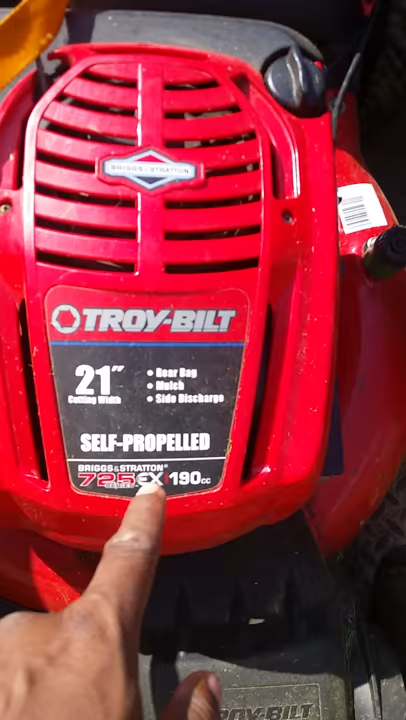 BRIGGS & STRATTON
TROY-BILT
21"
Cutting Width
• Rear Bag
• Mulch
• Side Discharge
SELF-PROPELLED
BRIGGS & STRATTON®
725EX 190cc
SERIES
TROY-BILT